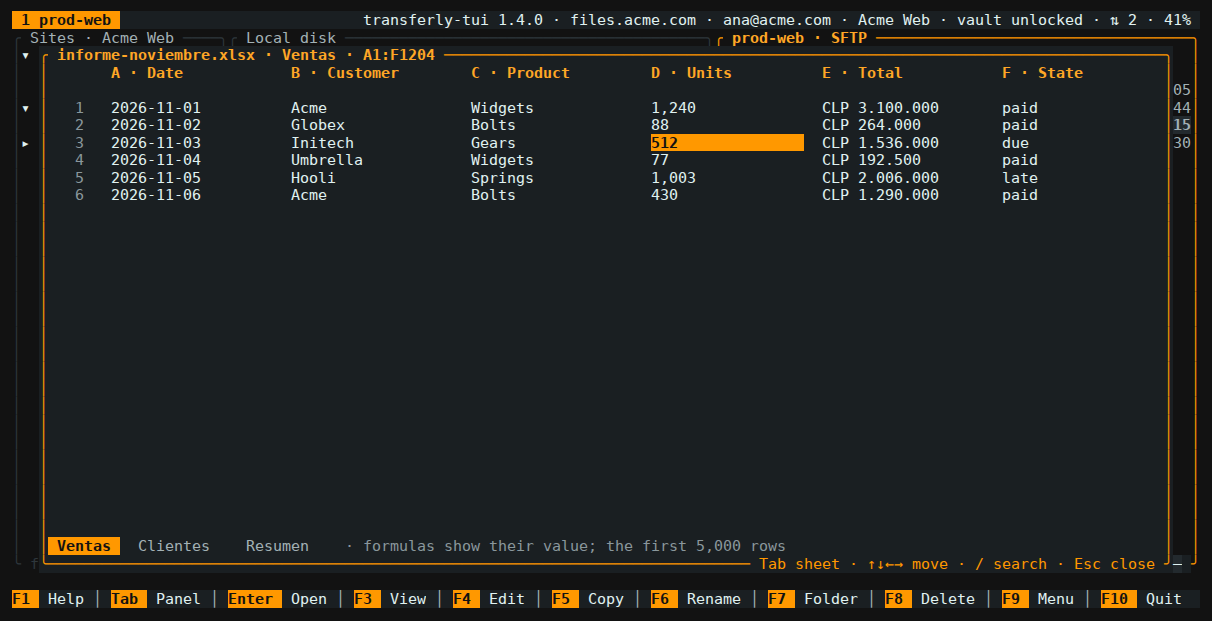 1 prod-web transferly-tui 1.4.0 · files.acme.com · ana@acme.com · Acme Web · vault unlocked · ⇅ 2 · 41%
Sites · Acme Web Local disk prod-web · SFTP
▾ informe-noviembre.xlsx · Ventas · A1:F1204
A · Date B · Customer C · Product D · Units E · Total F · State
05
▾ 1 2026-11-01 Acme Widgets 1,240 CLP 3.100.000 paid 44
2 2026-11-02 Globex Bolts 88 CLP 264.000 paid 15
▸ 3 2026-11-03 Initech Gears 512 CLP 1.536.000 due 30
4 2026-11-04 Umbrella Widgets 77 CLP 192.500 paid
5 2026-11-05 Hooli Springs 1,003 CLP 2.006.000 late
6 2026-11-06 Acme Bolts 430 CLP 1.290.000 paid
Ventas Clientes Resumen · formulas show their value; the first 5,000 rows
f Tab sheet · ↑↓←→ move · / search · Esc close
F1 Help │ Tab Panel │ Enter Open │ F3 View │ F4 Edit │ F5 Copy │ F6 Rename │ F7 Folder │ F8 Delete │ F9 Menu │ F10 Quit